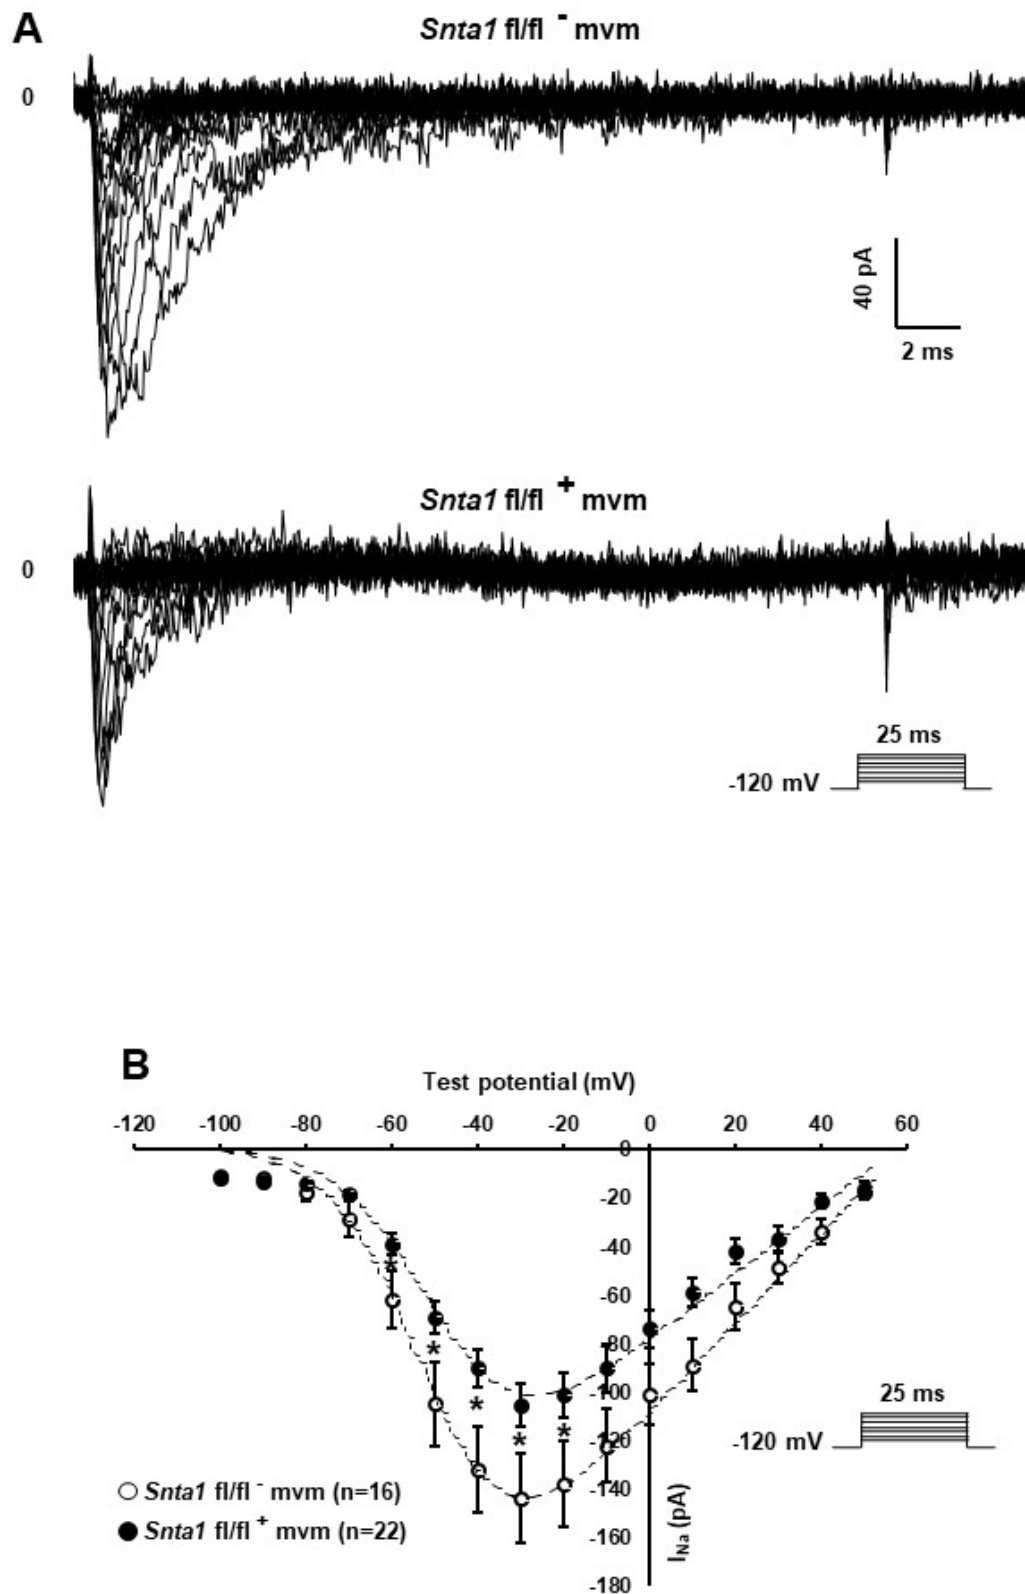 A
Snta1 fl/fl - mvm
0
40 pA
2 ms
Snta1 fl/fl + mvm
0
25 ms
-120 mV
B
Test potential (mV)
-120 -100 -80 -60 -40 -20 0 20 40 60
0
-20
-40
-60
-80
-100
-120
-140
-160
-180
* * * * *
INa (pA)
25 ms
-120 mV
Snta1 fl/fl - mvm (n=16)
Snta1 fl/fl + mvm (n=22)